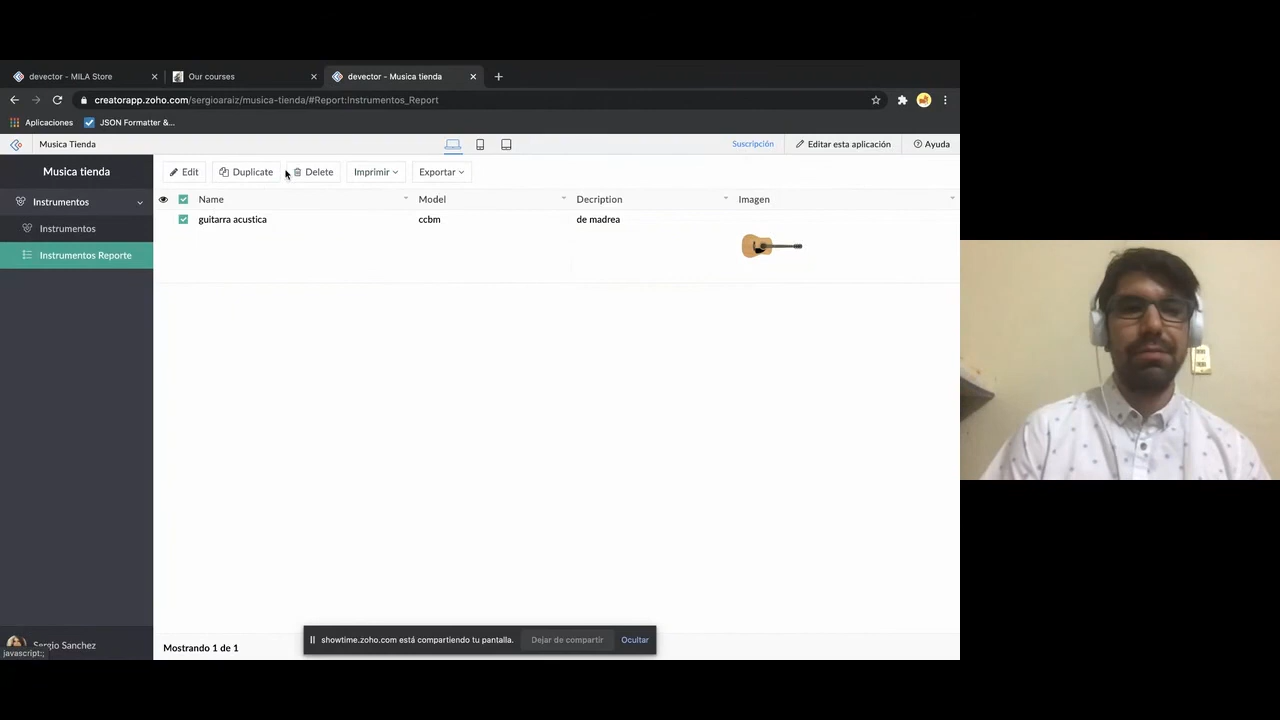 devector - MILA Store
Our courses
devector - Musica tienda
creatorapp.zoho.com/sergioaraiz/musica-tienda/#Report:Instrumentos_Report
Aplicaciones
JSON Formatter &...
Musica Tienda
Suscripción
Editar esta aplicación
Ayuda
Musica tienda
Instrumentos
Instrumentos
Instrumentos Reporte
Edit
Duplicate
Delete
Imprimir
Exportar
Name
Model
Decription
Imagen
guitarra acustica
ccbm
de madrea
showtime.zoho.com está compartiendo tu pantalla.
Dejar de compartir
Ocultar
Sergio Sanchez
javascript:;
Mostrando 1 de 1